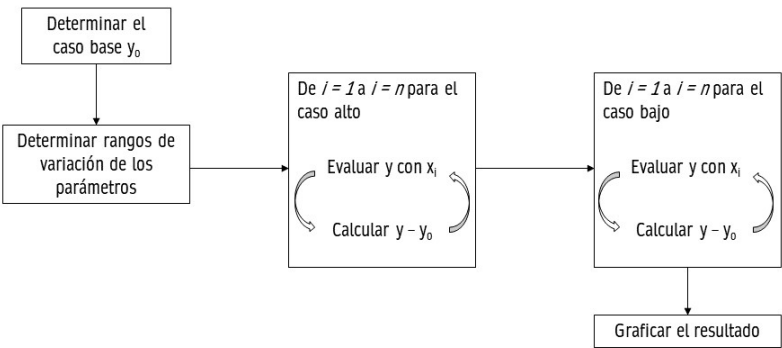 Determinar el
caso base y₀
Determinar rangos de
variación de los
parámetros
De i = 1 a i = n para el
caso alto
Evaluar y con xᵢ
Calcular y – y₀
De i = 1 a i = n para el
caso bajo
Evaluar y con xᵢ
Calcular y – y₀
Graficar el resultado